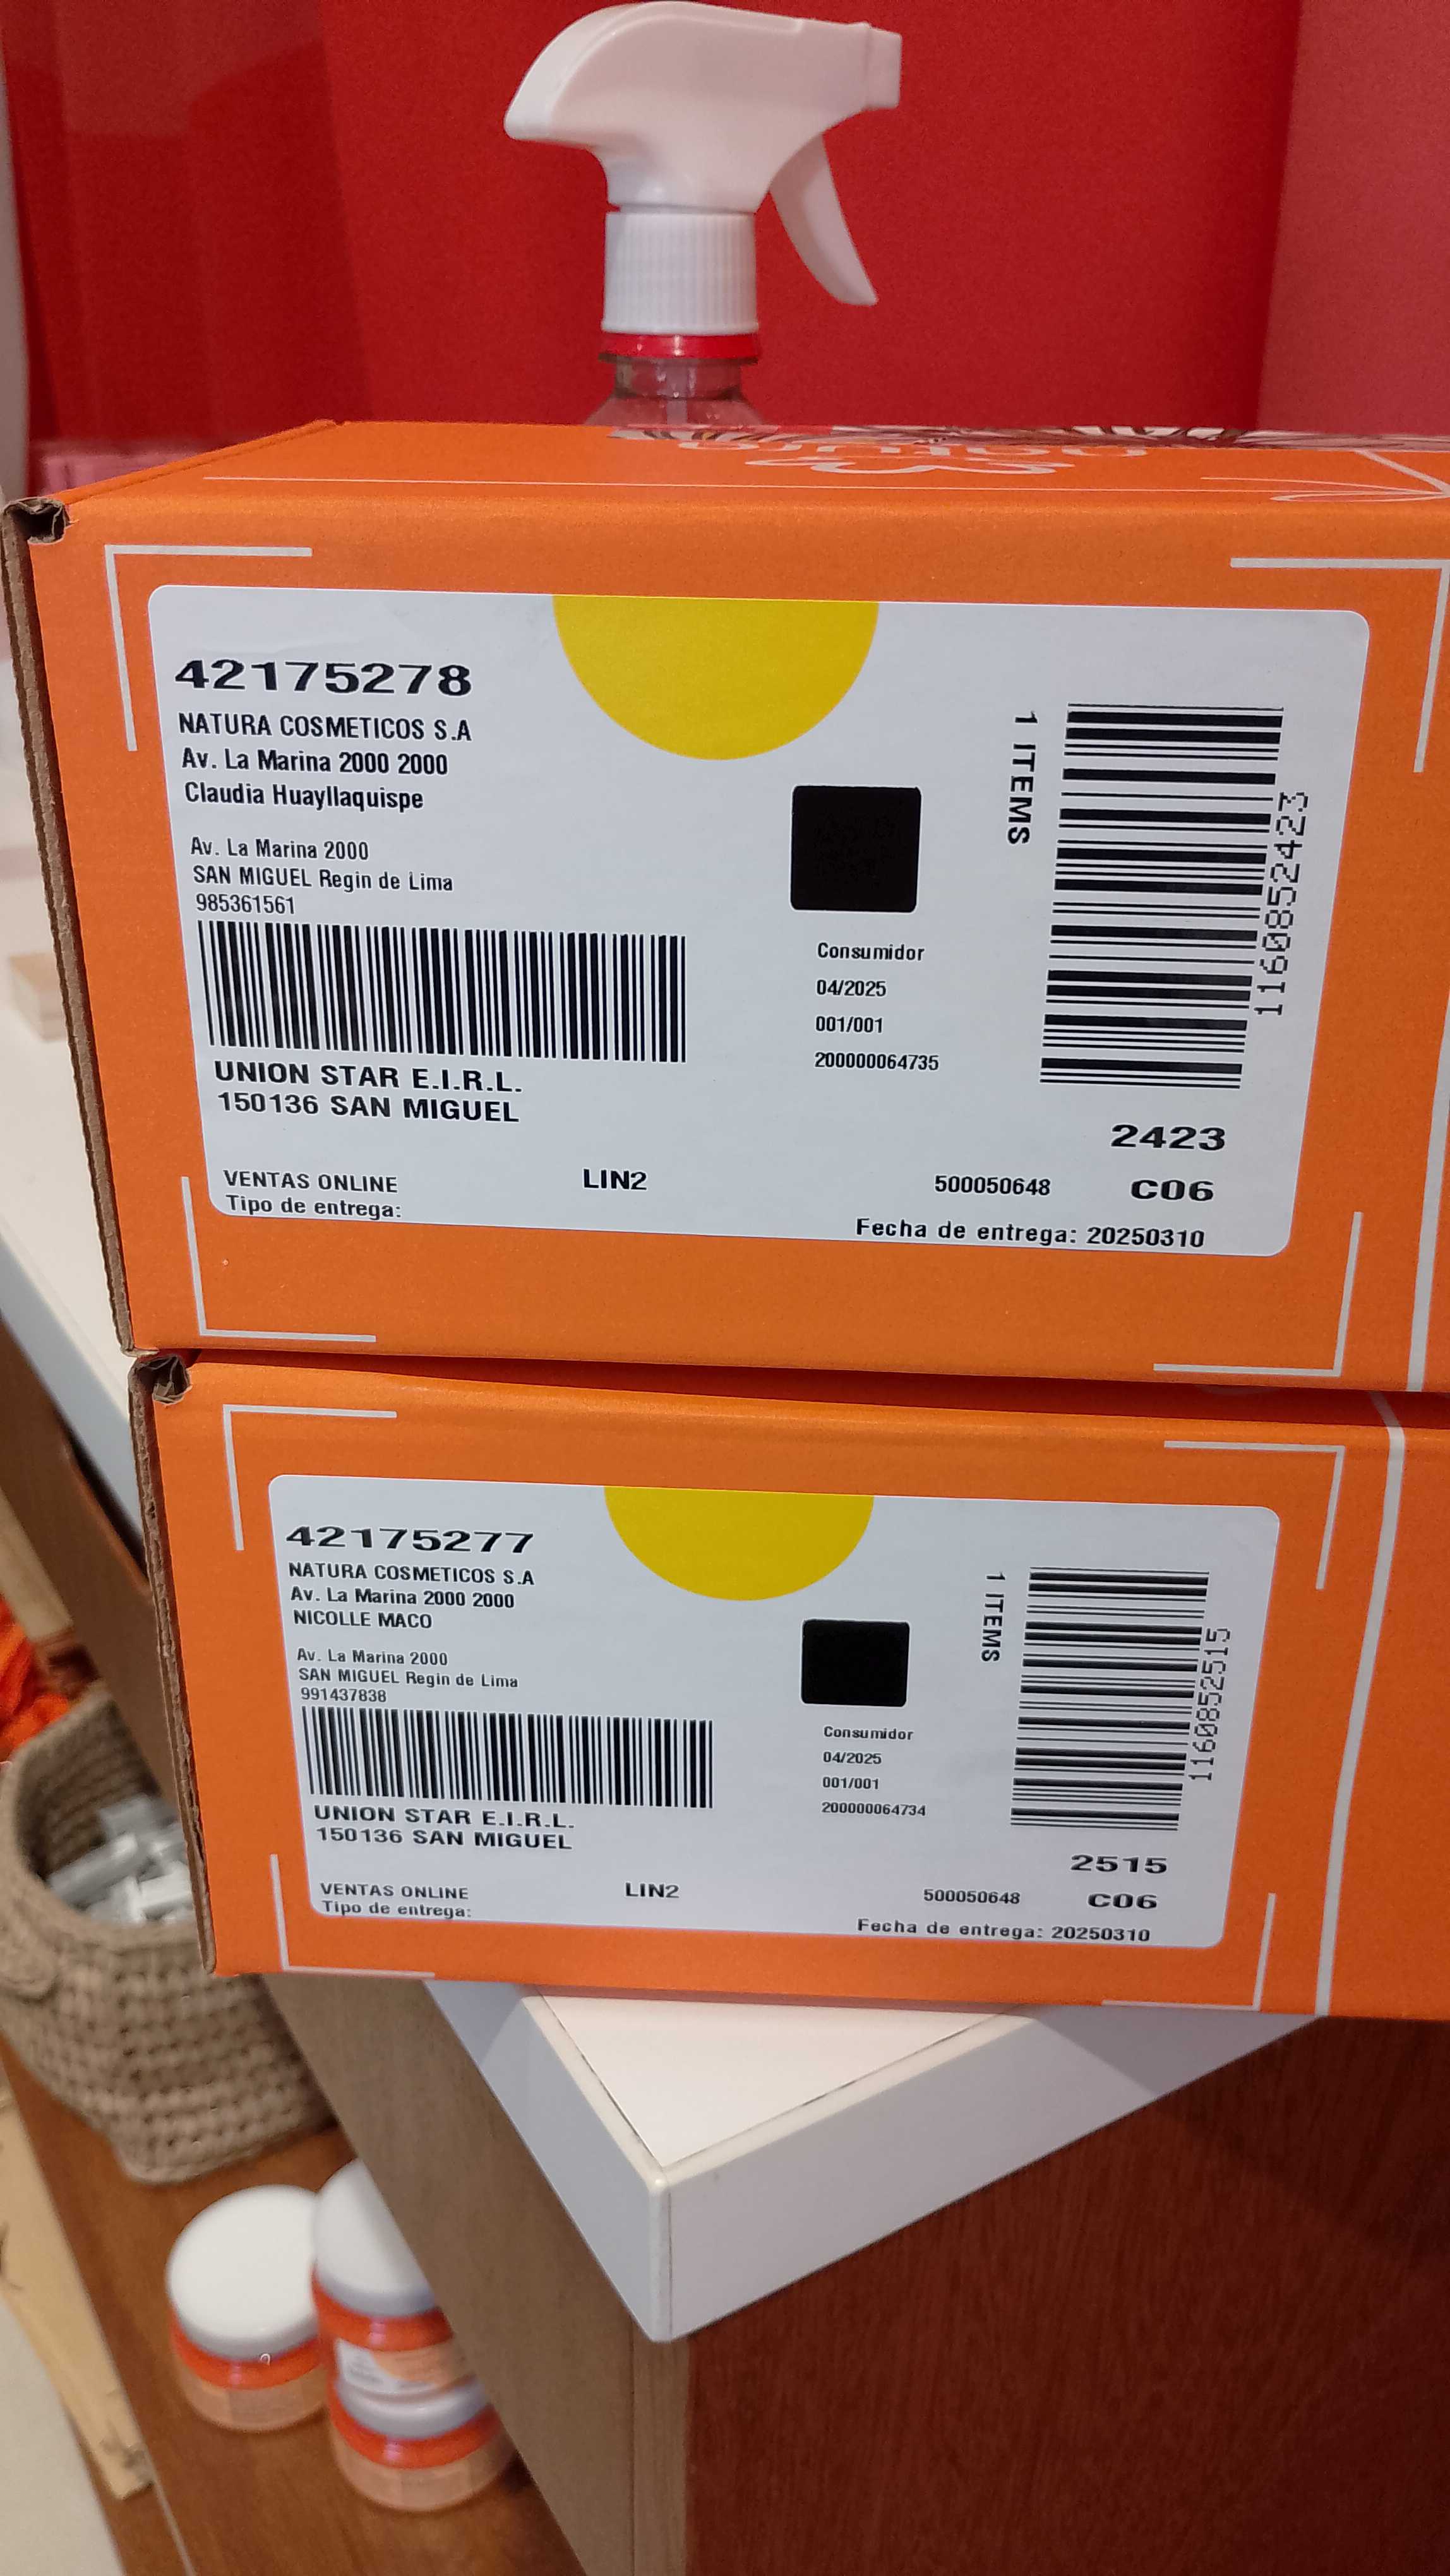 natura
42175278
NATURA COSMETICOS S.A
Av. La Marina 2000 2000
Claudia Huayllaquispe
Av. La Marina 2000
SAN MIGUEL Regin de Lima
985361561
UNION STAR E.I.R.L.
150136 SAN MIGUEL
VENTAS ONLINE
Tipo de entrega:
LIN2
Consumidor
04/2025
001/001
200000064735
1 ITEMS
1160852423
2423
500050648
C06
Fecha de entrega: 20250310
42175277
NATURA COSMETICOS S.A
Av. La Marina 2000 2000
NICOLLE MACO
Av. La Marina 2000
SAN MIGUEL Regin de Lima
991437838
UNION STAR E.I.R.L.
150136 SAN MIGUEL
VENTAS ONLINE
Tipo de entrega:
LIN2
Consumidor
04/2025
001/001
200000064734
1 ITEMS
1160852515
2515
500050648
C06
Fecha de entrega: 20250310